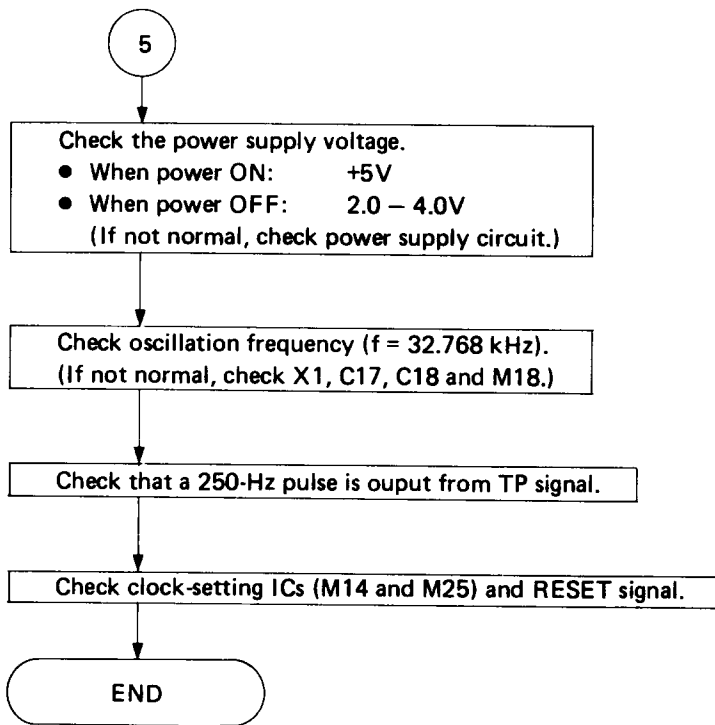 5
Check the power supply voltage.
● When power ON: +5V
● When power OFF: 2.0 – 4.0V
(If not normal, check power supply circuit.)
Check oscillation frequency (f = 32.768 kHz).
(If not normal, check X1, C17, C18 and M18.)
Check that a 250-Hz pulse is ouput from TP signal.
Check clock-setting ICs (M14 and M25) and RESET signal.
END